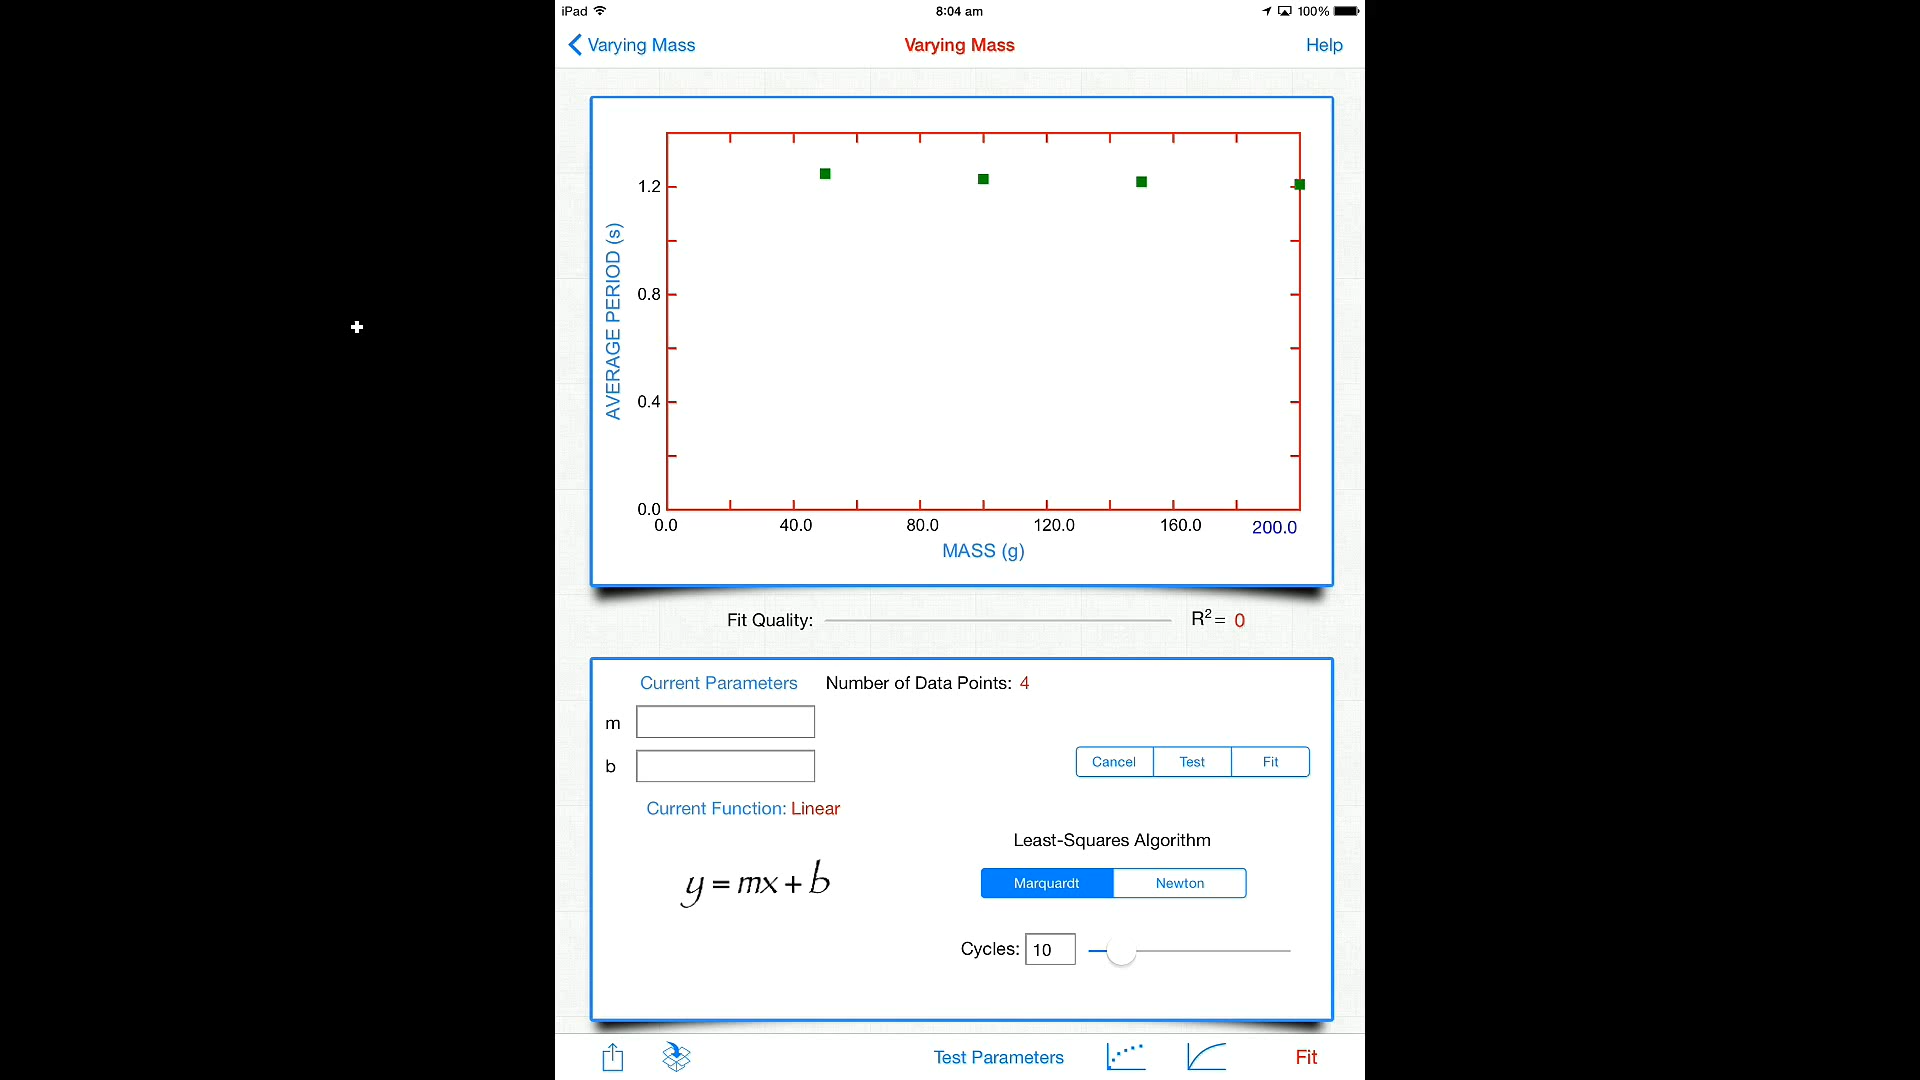 iPad 8:04 am 100%
Varying Mass Varying Mass Help
1.2
0.8
0.4
0.0
AVERAGE PERIOD (s)
0.0 40.0 80.0 120.0 160.0 200.0
MASS (g)
Fit Quality: R²= 0
Current Parameters Number of Data Points: 4
m
b
Cancel Test Fit
Current Function: Linear
Least-Squares Algorithm
y = mx + b
Marquardt Newton
Cycles: 10
Test Parameters Fit